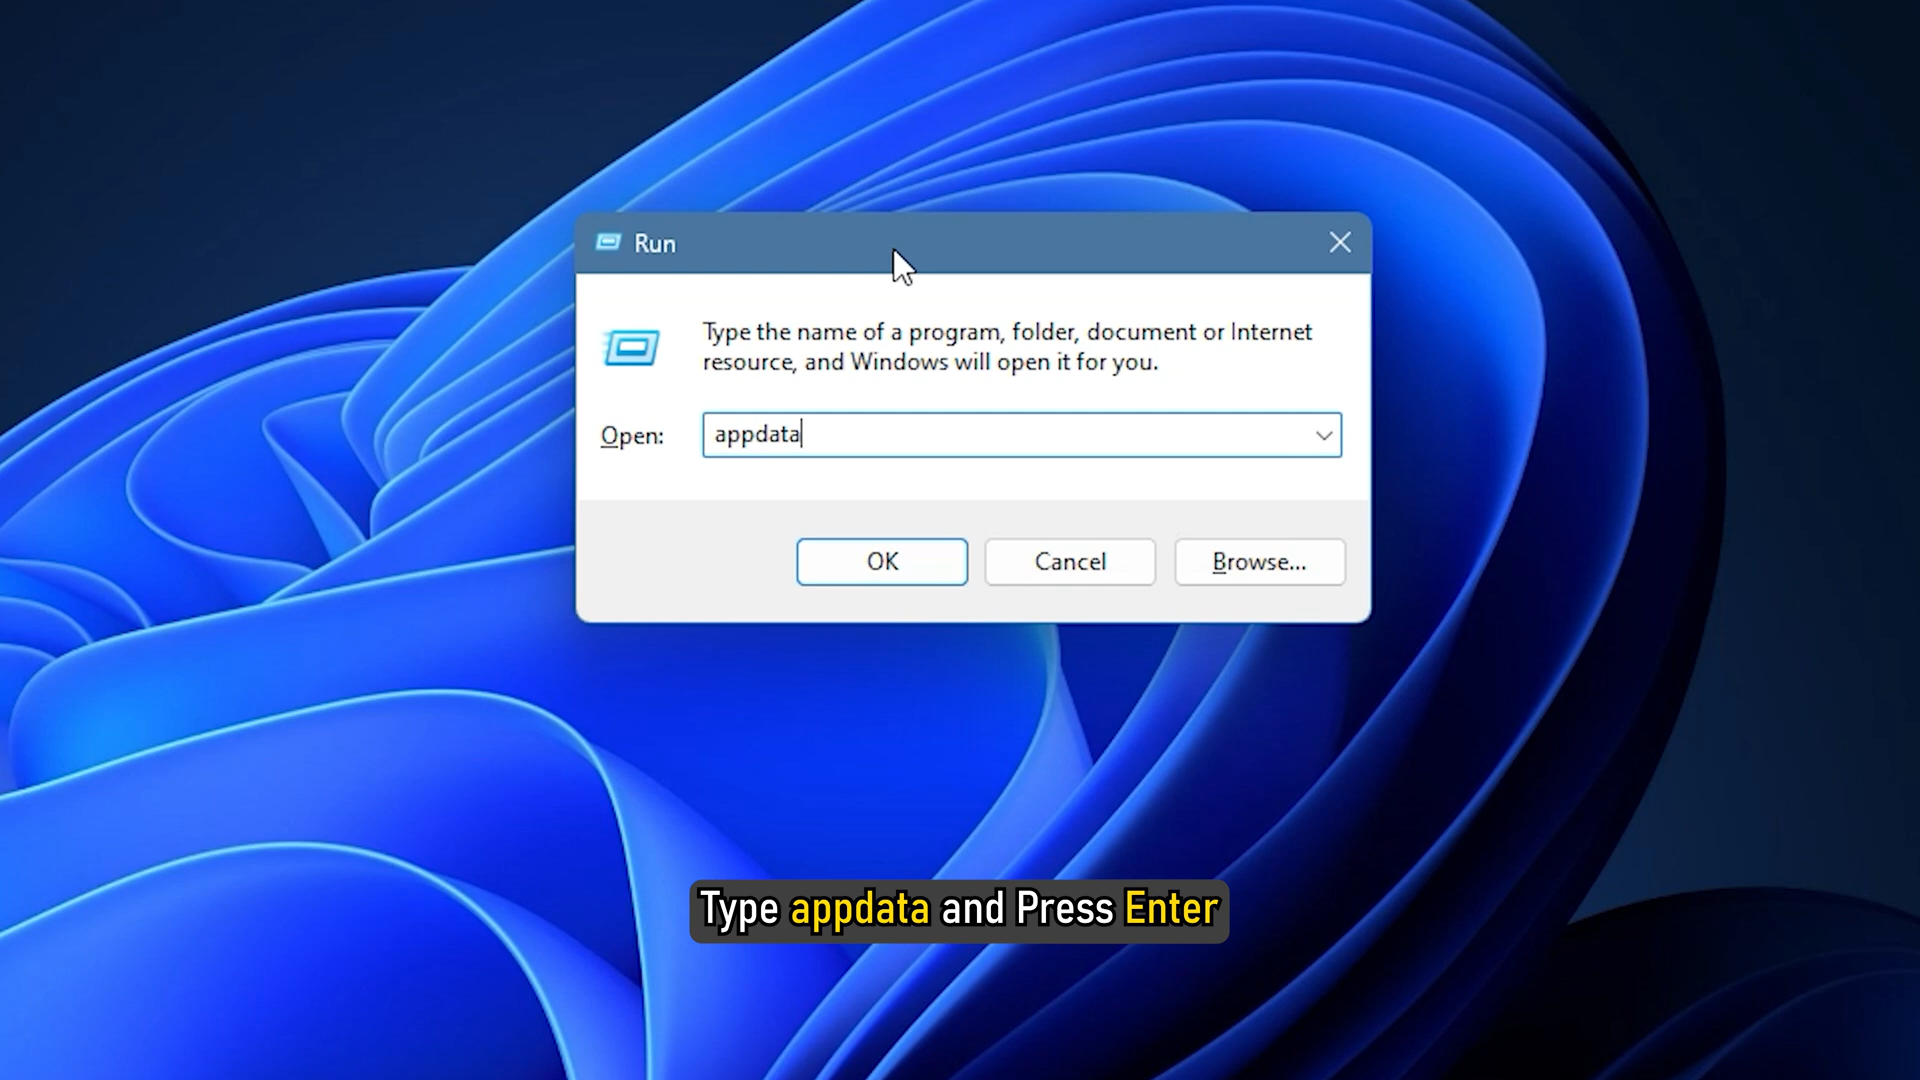 Run
Type the name of a program, folder, document or Internet
resource, and Windows will open it for you.
Open: appdata
OK Cancel Browse...
Type appdata and Press Enter